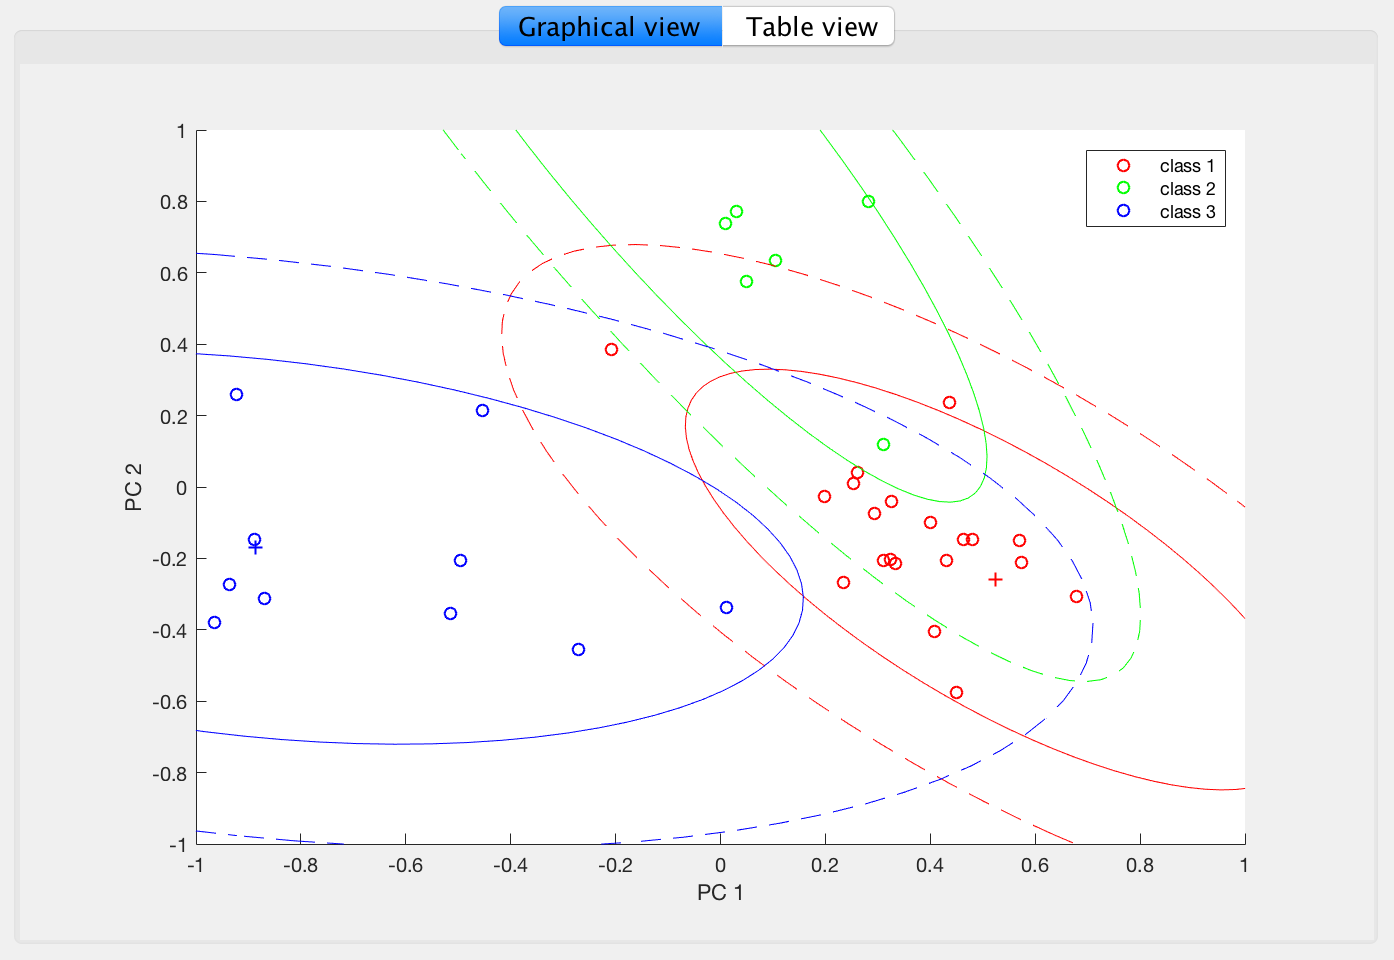 Graphical view Table view
class 1
class 2
class 3
1
0.8
0.6
0.4
0.2
0
-0.2
-0.4
-0.6
-0.8
-1
PC 2
-1 -0.8 -0.6 -0.4 -0.2 0 0.2 0.4 0.6 0.8 1
PC 1